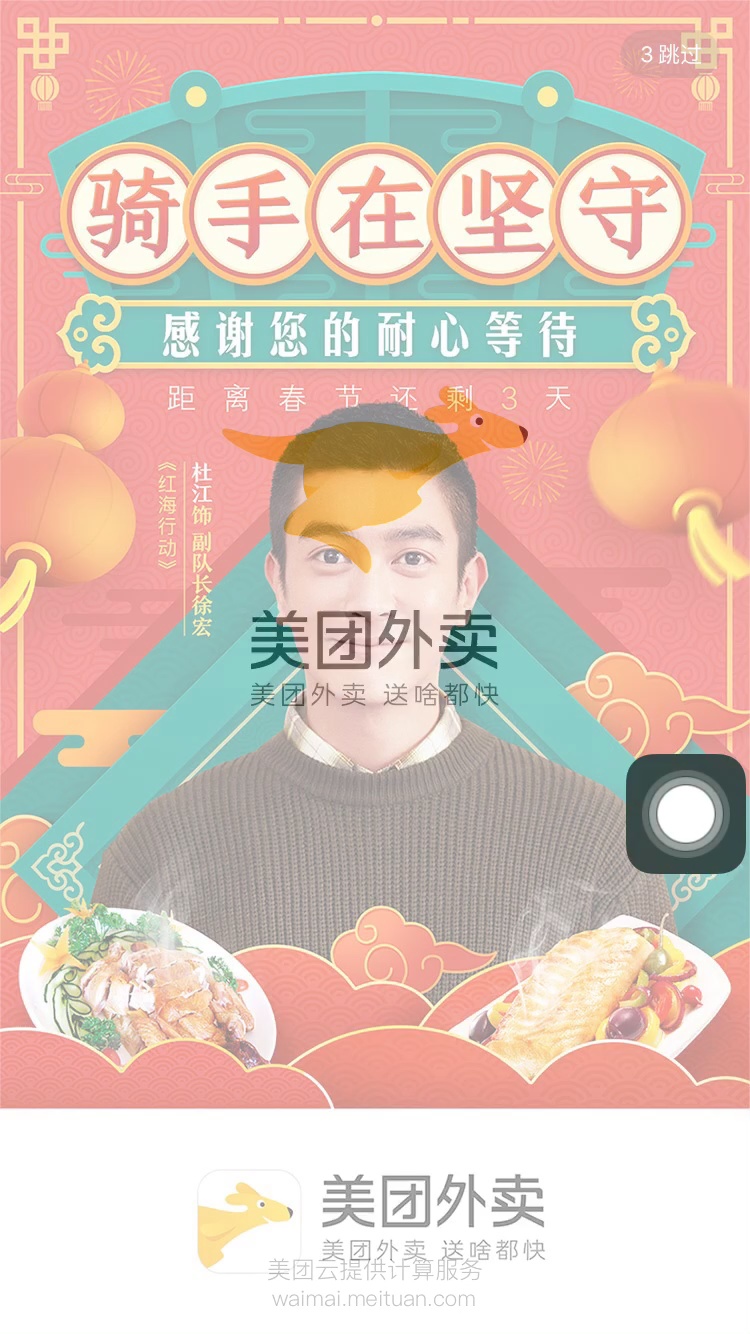 3 跳过
骑手在坚守
感谢您的耐心等待
距离春节还剩3天
杜江饰 副队长徐宏
《红海行动》
美团外卖
美团外卖 送啥都快
美团外卖
美团外卖 送啥都快
美团云提供计算服务
waimai.meituan.com